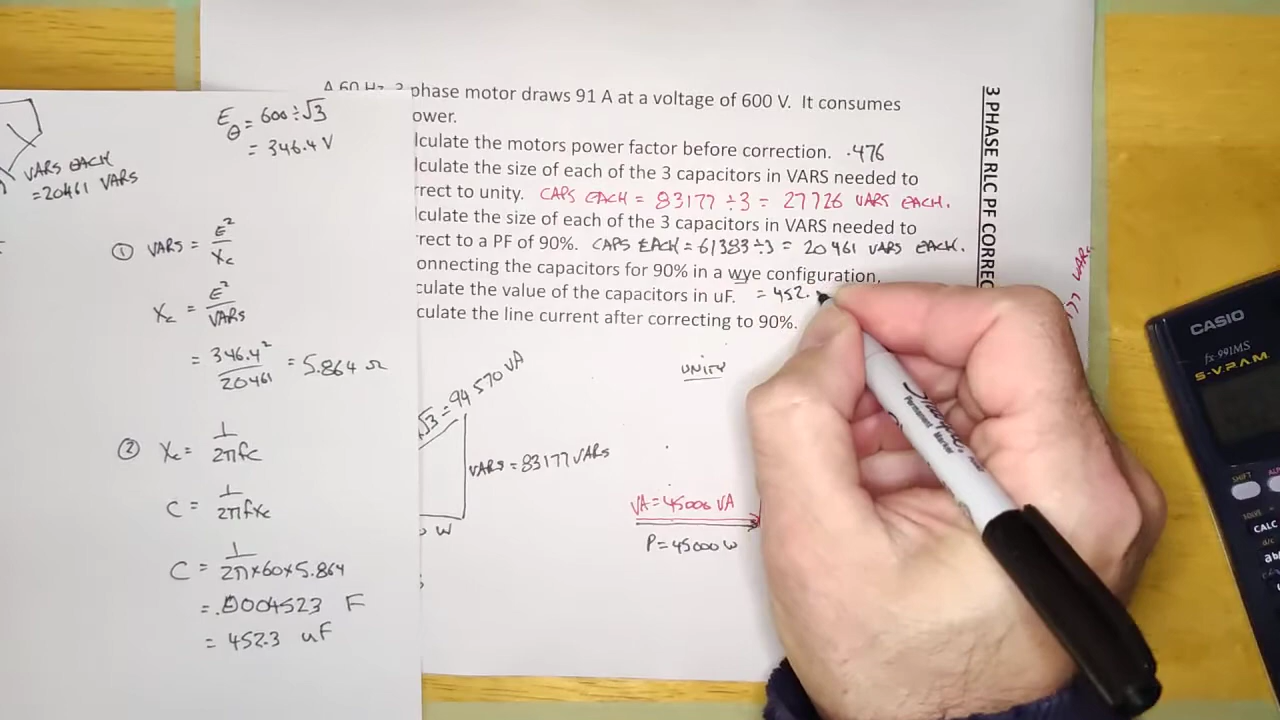 VARS EACH
=20461 VARS
Eθ = 600 ÷ √3
= 346.4 V
① VARS = E²/Xc
Xc = E²/VARS
= 346.4²/20461 = 5.864 Ω
② Xc = 1/2πfc
C = 1/2πfXc
C = 1/2π×60×5.864
= .0004523 F
= 452.3 uF
phase motor draws 91 A at a voltage of 600 V. It consumes
ower.
lculate the motors power factor before correction. .476
lculate the size of each of the 3 capacitors in VARS needed to
rrect to unity. CAPS EACH = 83177 ÷ 3 = 27726 VARS EACH.
lculate the size of each of the 3 capacitors in VARS needed to
rrect to a PF of 90%. CAPS EACH = 61383 ÷ 3 = 20461 VARS EACH.
onnecting the capacitors for 90% in a wye configuration.
culate the value of the capacitors in uF. = 452.
culate the line current after correcting to 90%.
√3 = 94570 VA
VARS = 83177 VARS
W
UNITY
VA = 45000 VA
P = 45000 W
3 PHASE RLC PF CORREC
VARS
Sharpie
Permanent Marker
CASIO
fx-991MS
S-V.P.A.M.
SHIFT
SOLVE
CALC